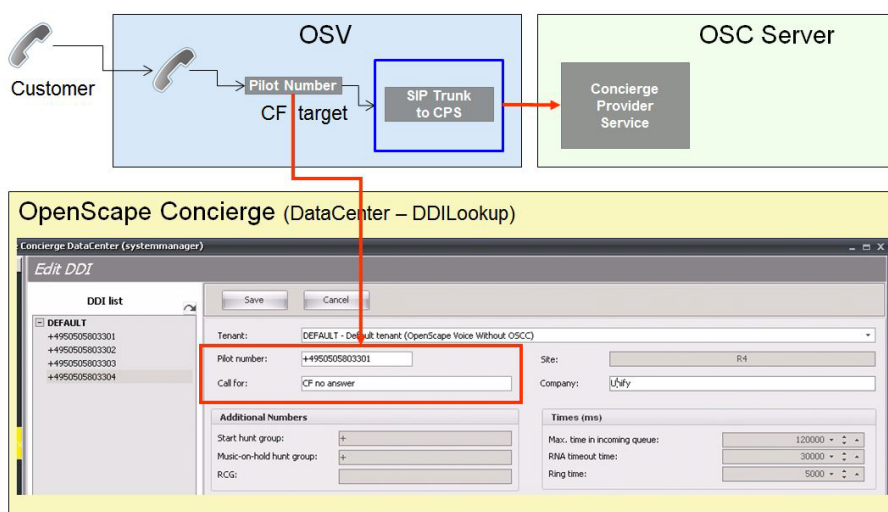 OSV
OSC Server
Customer
Pilot Number
CF target
SIP Trunk
to CPS
Concierge
Provider
Service
OpenScape Concierge (DataCenter – DDILookup)
Concierge DataCenter (systemmanager)
Edit DDI
DDI list
DEFAULT
+4950505803301
+4950505803302
+4950505803303
+4950505803304
Save Cancel
Tenant: DEFAULT - Default tenant (OpenScape Voice Without OSCC)
Pilot number: +4950505803301 Site: R4
Call for: CF no answer Company: Unify
Additional Numbers Times (ms)
Start hunt group: + Max. time in incoming queue: 120000
Music-on-hold hunt group: + RNA timeout time: 30000
RCG: Ring time: 5000